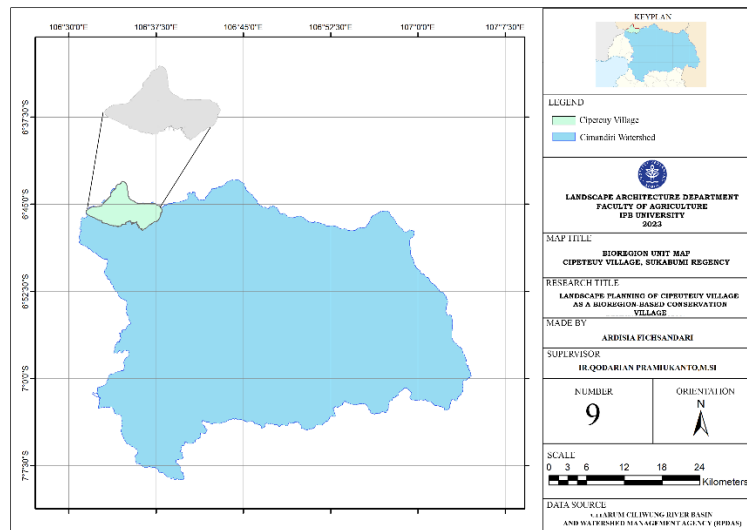 106°30'0"E 106°37'30"E 106°45'0"E 106°52'30"E 107°0'0"E 107°7'30"E
6°37'30"S
6°45'0"S
6°52'30"S
7°0'0"S
7°7'30"S
KEYPLAN
LEGEND
Cipeteuy Village
Cimandiri Watershed
LANDSCAPE ARCHITECTURE DEPARTMENT
FACULTY OF AGRICULTURE
IPB UNIVERSITY
2023
MAP TITLE
BIOREGION UNIT MAP
CIPETEUY VILLAGE, SUKABUMI REGENCY
RESEARCH TITLE
LANDSCAPE PLANNING OF CIPEUTEUY VILLAGE
AS A BIOREGION-BASED CONSERVATION
VILLAGE
MADE BY
ARDISIA FICHSANDARI
SUPERVISOR
IR.QODARIAN PRAMUKANTO,M.SI
NUMBER
9
ORIENTATION
N
SCALE
0 3 6 12 18 24
Kilometers
DATA SOURCE
CILIWUNG RIVER BASIN
AND WATERSHED MANAGEMENT AGENCY (BPDAS)